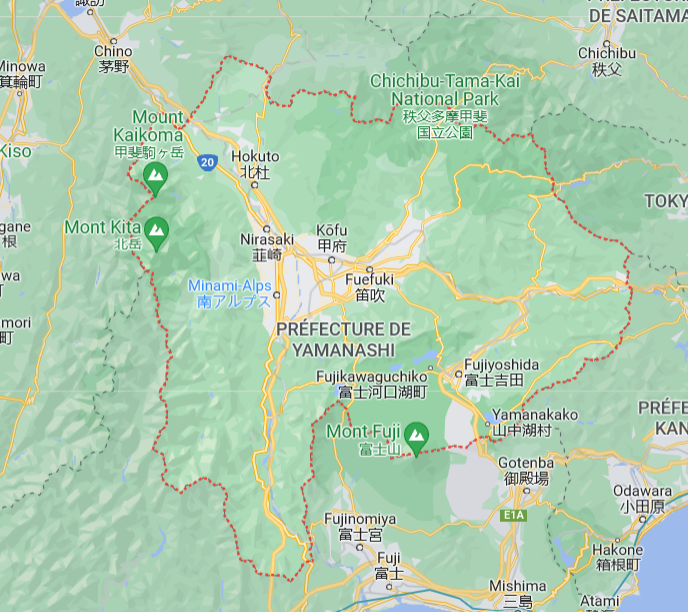 諏訪
PRÉFECTURE
DE SAITAMA
Chino
茅野
Chichibu
秩父
Minowa
箕輪町
Chichibu-Tama-Kai
National Park
秩父多摩甲斐
国立公園
Mount
Kaikoma
甲斐駒ヶ岳
Kiso
20
Hokuto
北杜
TOKY
Mont Kita
北岳
Nirasaki
韮崎
Kōfu
甲府
Fuefuki
笛吹
Minami-Alps
南アルプス
PRÉFECTURE DE
YAMANASHI
Fujikawaguchiko
富士河口湖町
Fujiyoshida
富士吉田
Yamanakako
山中湖村
PRÉFE
KAN
Mont Fuji
富士山
Gotenba
御殿場
E1A
Odawara
小田原
Fujinomiya
富士宮
Hakone
箱根町
Fuji
富士
Mishima
三島
Atami